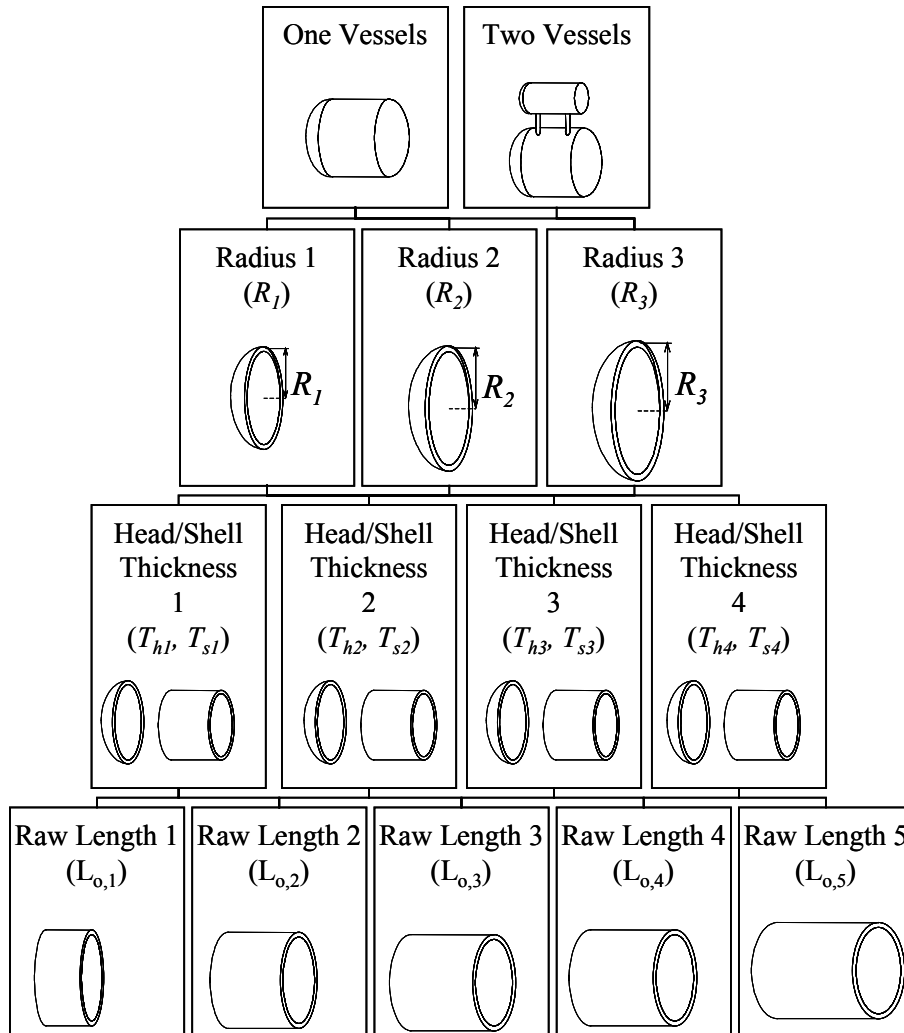 One Vessels
Two Vessels
Radius 1
(R1)
R1
Radius 2
(R2)
R2
Radius 3
(R3)
R3
Head/Shell
Thickness
1
(Th1, Ts1)
Head/Shell
Thickness
2
(Th2, Ts2)
Head/Shell
Thickness
3
(Th3, Ts3)
Head/Shell
Thickness
4
(Th4, Ts4)
Raw Length 1
(Lo,1)
Raw Length 2
(Lo,2)
Raw Length 3
(Lo,3)
Raw Length 4
(Lo,4)
Raw Length 5
(Lo,5)